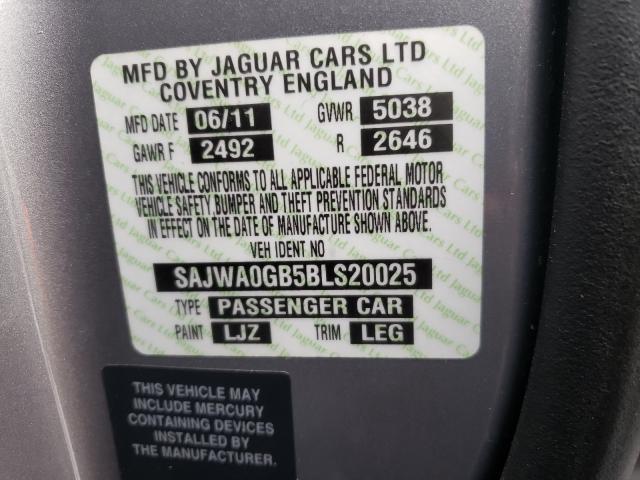 MFD BY JAGUAR CARS LTD
COVENTRY ENGLAND
MFD DATE 06/11 GVWR 5038
GAWR F 2492 R 2646
THIS VEHICLE CONFORMS TO ALL APPLICABLE FEDERAL MOTOR
VEHICLE SAFETY, BUMPER AND THEFT PREVENTION STANDARDS
IN EFFECT ON THE DATE OF MANUFACTURE SHOWN ABOVE.
VEH IDENT NO
SAJWA0GB5BLS20025
TYPE PASSENGER CAR
PAINT LJZ TRIM LEG
THIS VEHICLE MAY
INCLUDE MERCURY
CONTAINING DEVICES
INSTALLED BY
THE MANUFACTURER.